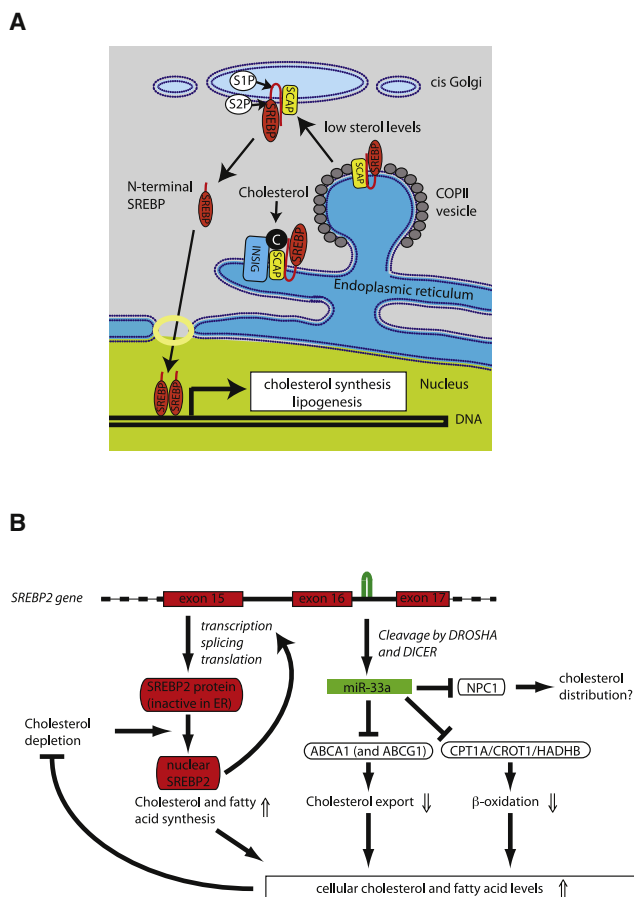 A
S1P
S2P
SREBP
SCAP
cis Golgi
low sterol levels
SCAP
SREBP
N-terminal
SREBP
SREBP
Cholesterol
COPII
vesicle
C
INSIG
SCAP
SREBP
Endoplasmic reticulum
SREBP
SREBP
cholesterol synthesis
lipogenesis
Nucleus
DNA
B
SREBP2 gene
exon 15
exon 16
exon 17
transcription
splicing
translation
Cleavage by DROSHA
and DICER
SREBP2 protein
(inactive in ER)
miR-33a
NPC1
cholesterol
distribution?
Cholesterol
depletion
nuclear
SREBP2
ABCA1 (and ABCG1)
CPT1A/CROT1/HADHB
Cholesterol and fatty
acid synthesis ⇑
Cholesterol export ⇓
β-oxidation ⇓
cellular cholesterol and fatty acid levels ⇑